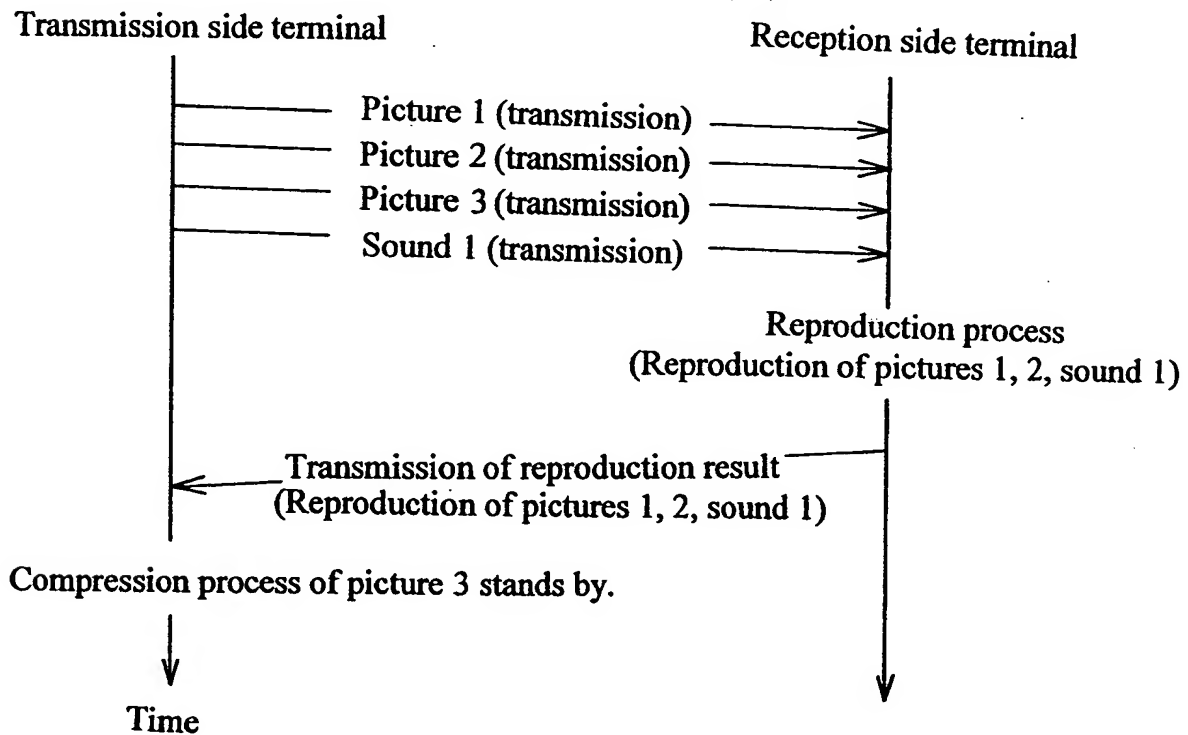 Transmission side terminal
Reception side terminal
Picture 1 (transmission)
Picture 2 (transmission)
Picture 3 (transmission)
Sound 1 (transmission)
Reproduction process
(Reproduction of pictures 1, 2, sound 1)
Transmission of reproduction result
(Reproduction of pictures 1, 2, sound 1)
Compression process of picture 3 stands by.
Time